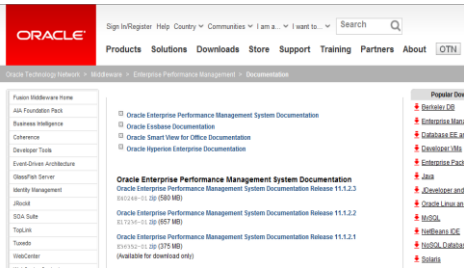 ORACLE
Sign In/Register Help Country Communities I am a... I want to... Search
Products Solutions Downloads Store Support Training Partners About OTN
Oracle Technology Network > Middleware > Enterprise Performance Management > Documentation
Fusion Middleware Home
AIA Foundation Pack
Business Intelligence
Coherence
Developer Tools
Event-Driven Architecture
GlassFish Server
Identity Management
JRockit
SOA Suite
TopLink
Tuxedo
WebCenter
Oracle Enterprise Performance Management System Documentation
Oracle Essbase Documentation
Oracle Smart View for Office Documentation
Oracle Hyperion Enterprise Documentation
Oracle Enterprise Performance Management System Documentation
Oracle Enterprise Performance Management System Documentation Release 11.1.2.3
zip (580 MB)
Oracle Enterprise Performance Management System Documentation Release 11.1.2.2
zip (657 MB)
Oracle Enterprise Performance Management System Documentation Release 11.1.2.1
zip (375 MB)
(Available for download only)
Popular Dow
Berkeley DB
Enterprise Mana
Database EE an
Developer VMs
Enterprise Pack
Java
JDeveloper and
Oracle Linux an
MySQL
NetBeans IDE
NoSQL Databas
Solaris